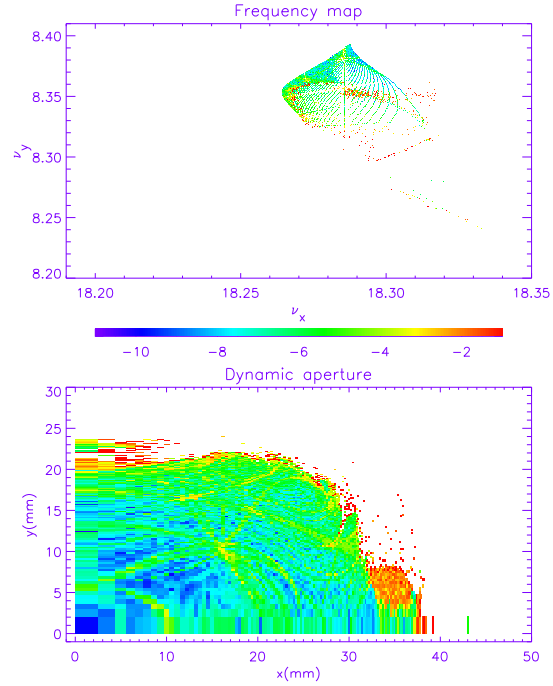 Frequency map
8.40
8.35
8.30
8.25
8.20
ν_y
18.20 18.25 18.30 18.35
ν_x
−10 −8 −6 −4 −2
Dynamic aperture
30
25
20
15
10
5
0
y(mm)
0 10 20 30 40 50
x(mm)